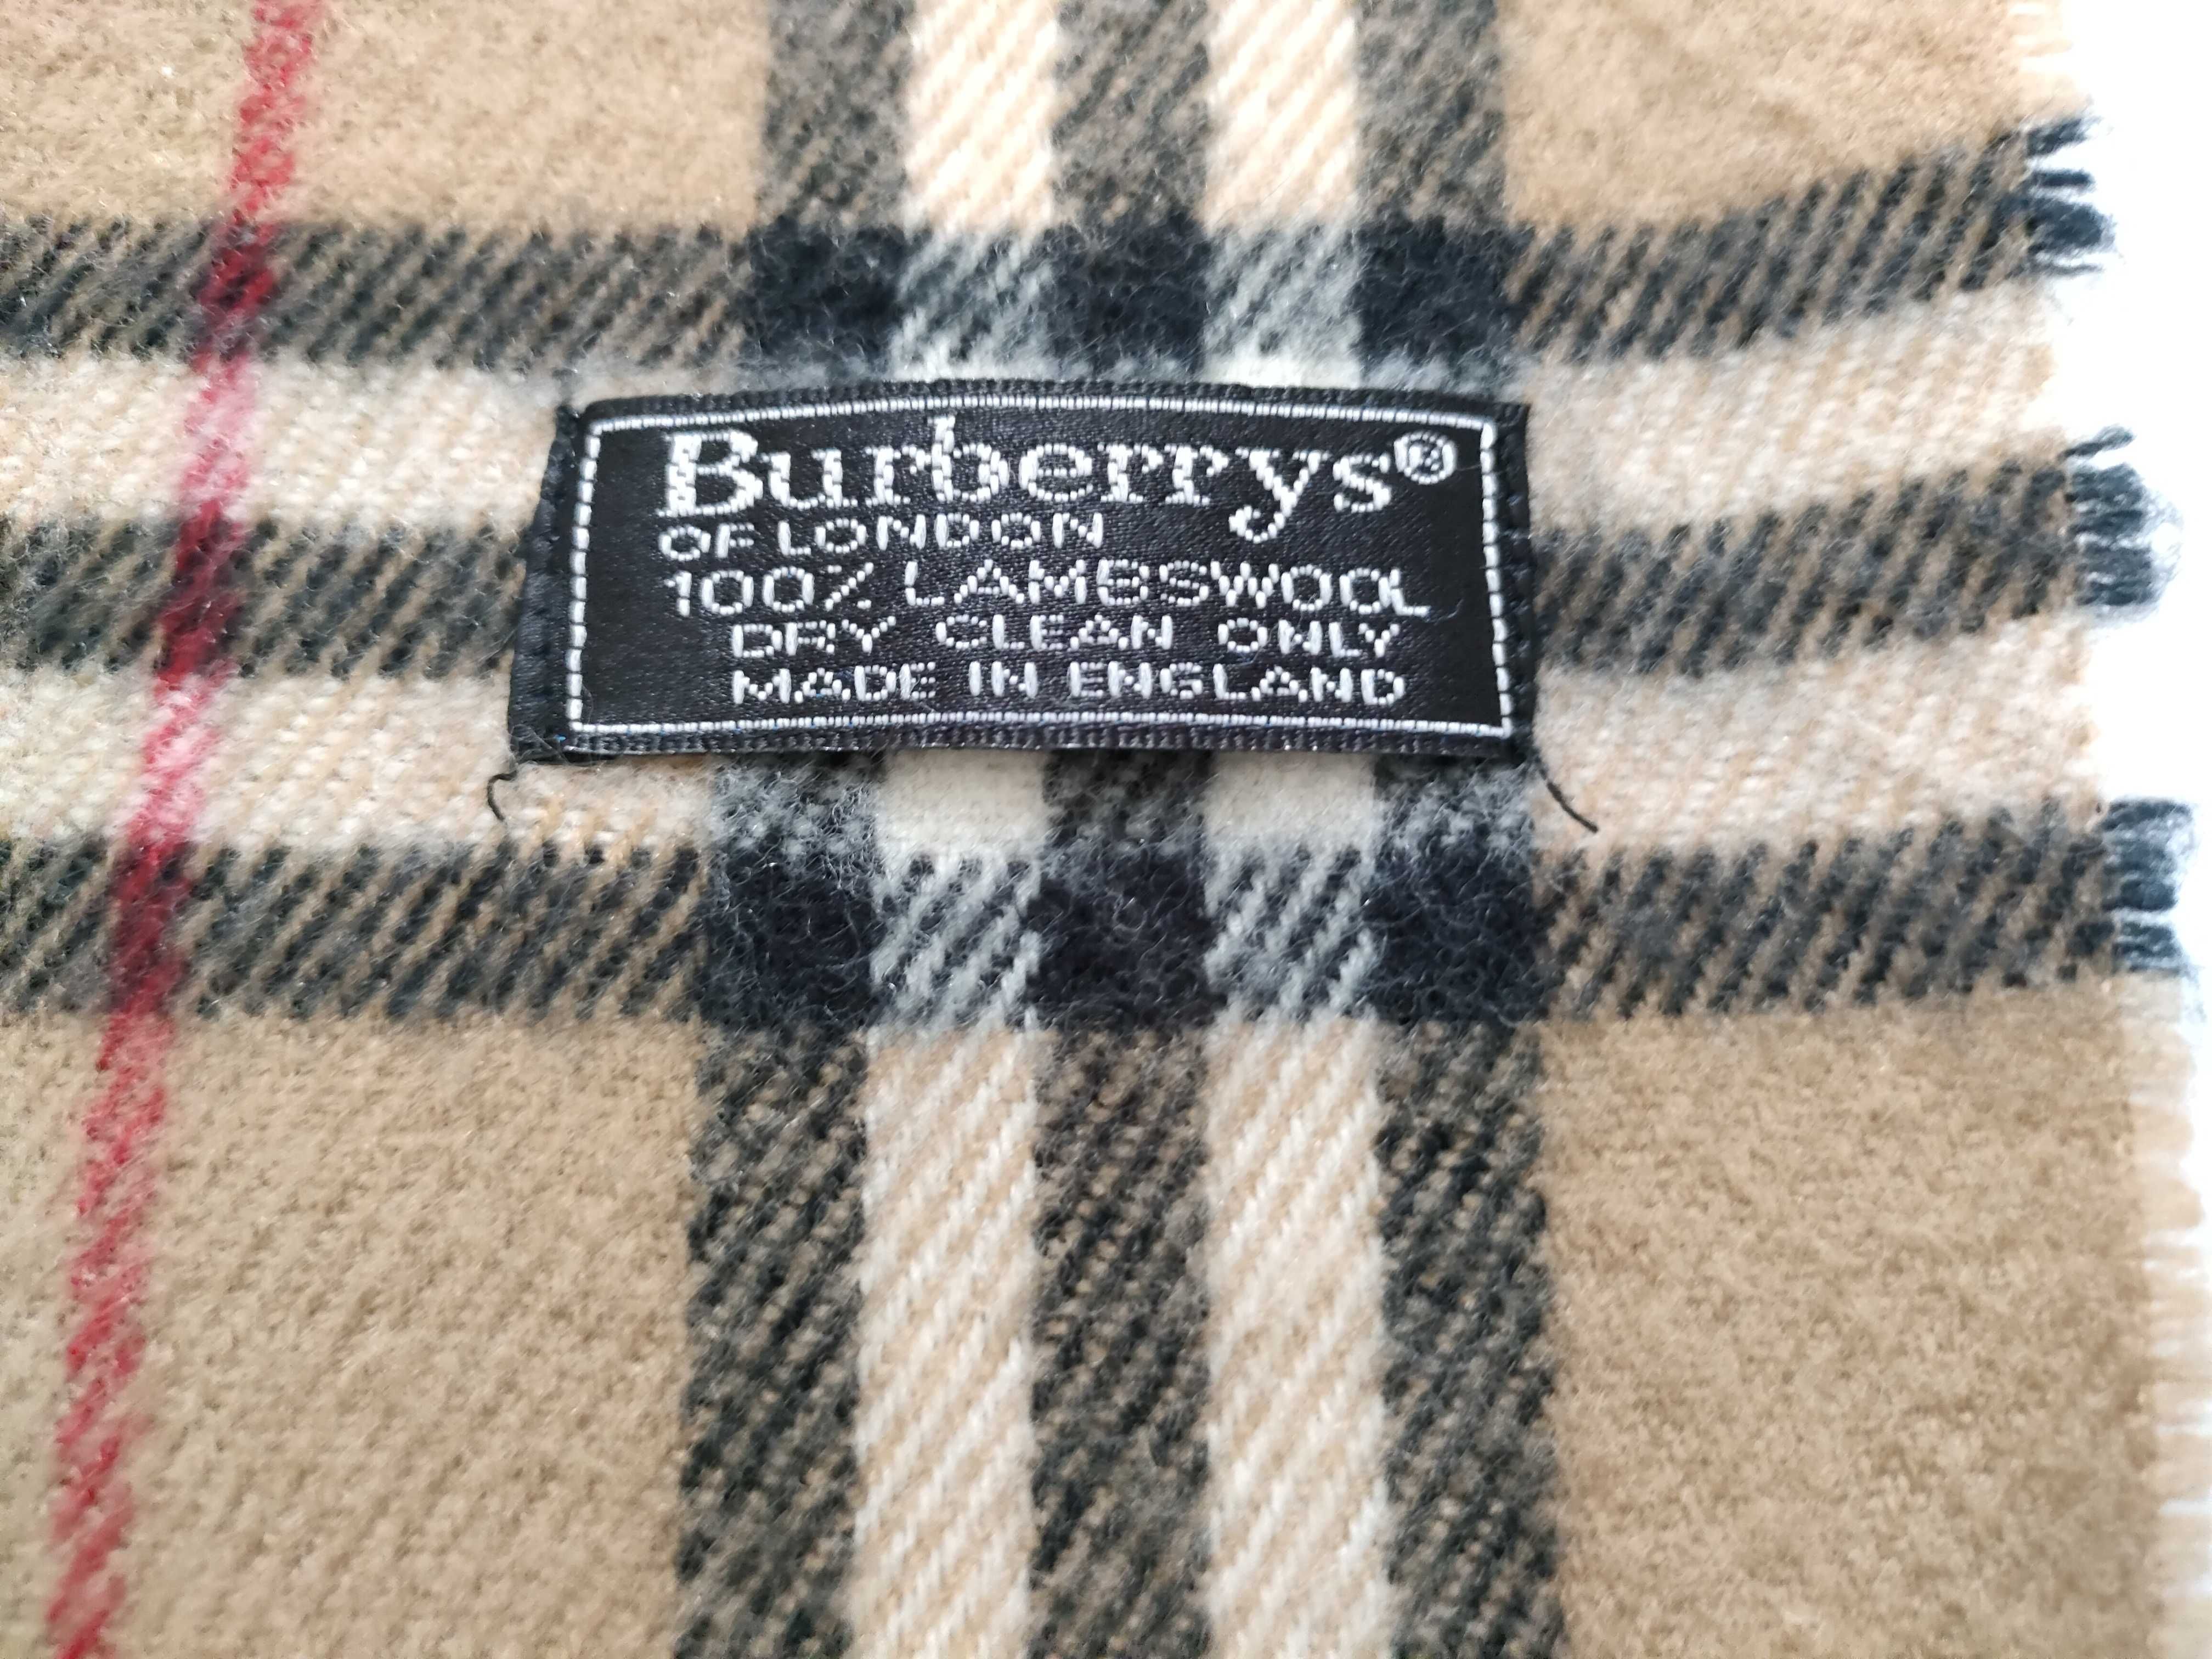 Burberrys®
OF LONDON
100% LAMBSWOOL
DRY CLEAN ONLY
MADE IN ENGLAND